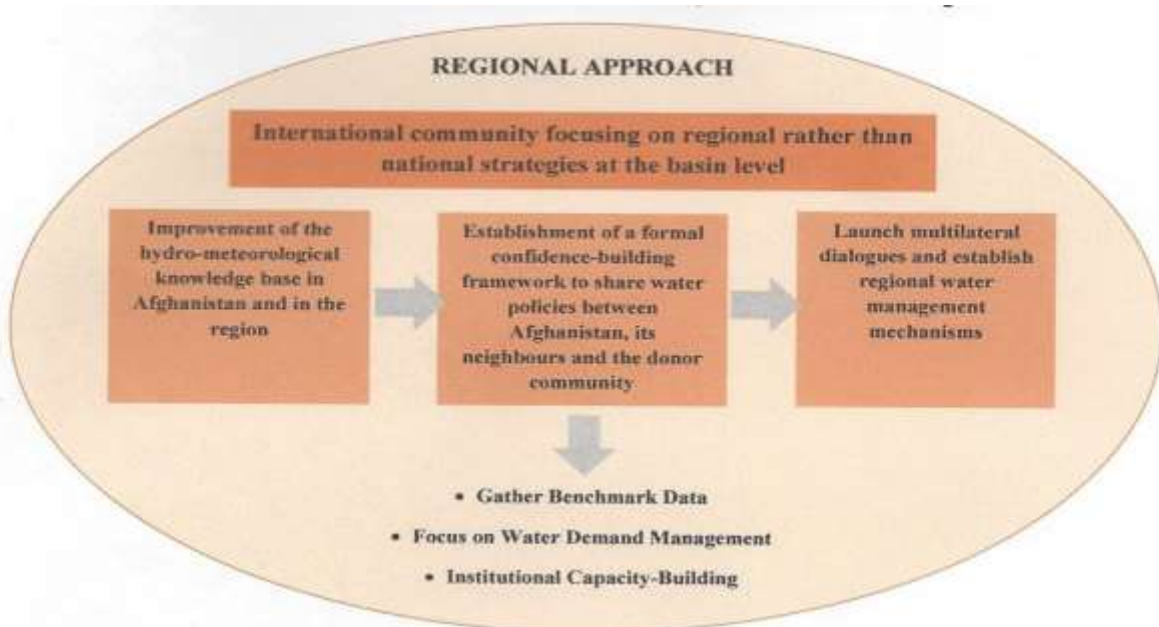 REGIONAL APPROACH
International community focusing on regional rather than
national strategies at the basin level
Improvement of the
hydro-meteorological
knowledge base in
Afghanistan and in the
region
Establishment of a formal
confidence-building
framework to share water
policies between
Afghanistan, its
neighbours and the donor
community
Launch multilateral
dialogues and establish
regional water
management
mechanisms
• Gather Benchmark Data
• Focus on Water Demand Management
• Institutional Capacity-Building